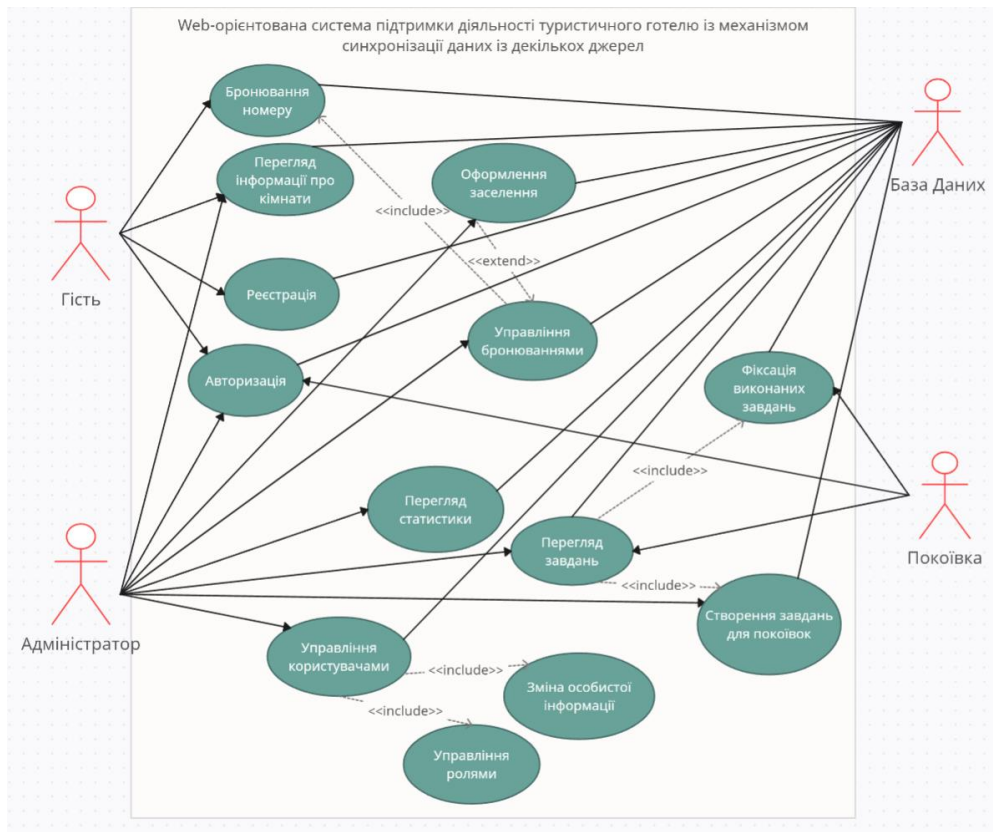 Web-орієнтована система підтримки діяльності туристичного готелю із механізмом
синхронізації даних із декількох джерел
Бронювання
номеру
Перегляд
інформації про
кімнати
Оформлення
заселення
База Даних
<<include>>
<<extend>>
Гість
Реєстрація
Управління
бронюваннями
Авторизація
Фіксація
виконаних
завдань
<<include>>
Перегляд
статистики
Перегляд
завдань
Покоївка
<<include>>
Створення завдань
для покоївок
Адміністратор
Управління
користувачами
<<include>>
Зміна особистої
інформації
<<include>>
Управління
ролями